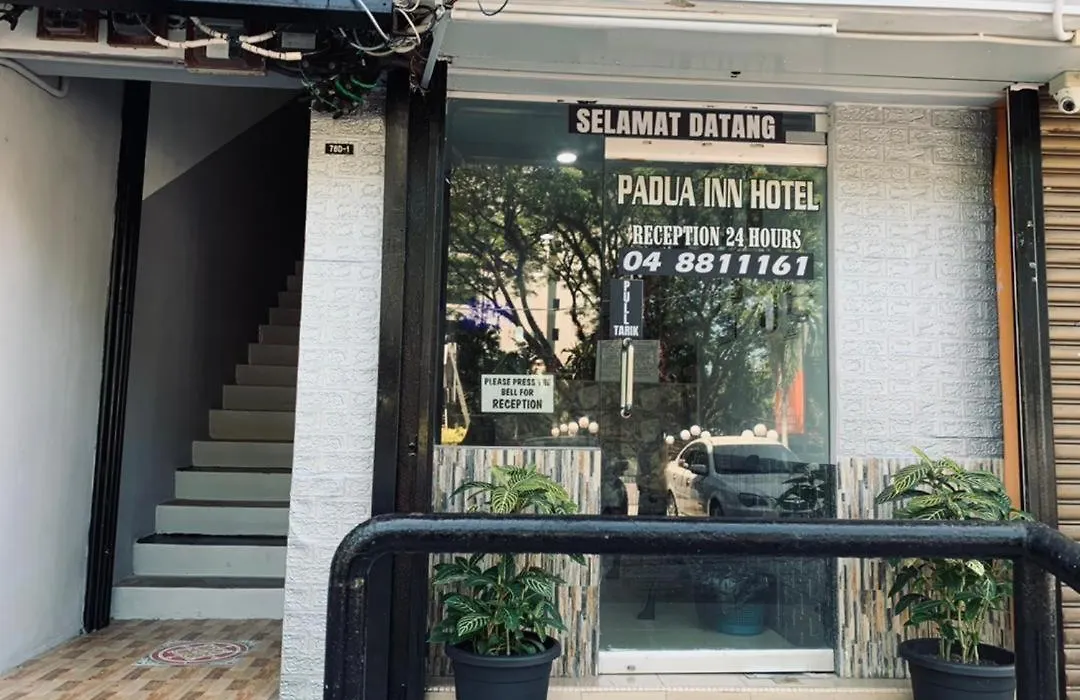 78D-1
SELAMAT DATANG
PADUA INN HOTEL
RECEPTION 24 HOURS
04 8811161
PULL
TARIK
PLEASE PRESS THE
BELL FOR
RECEPTION